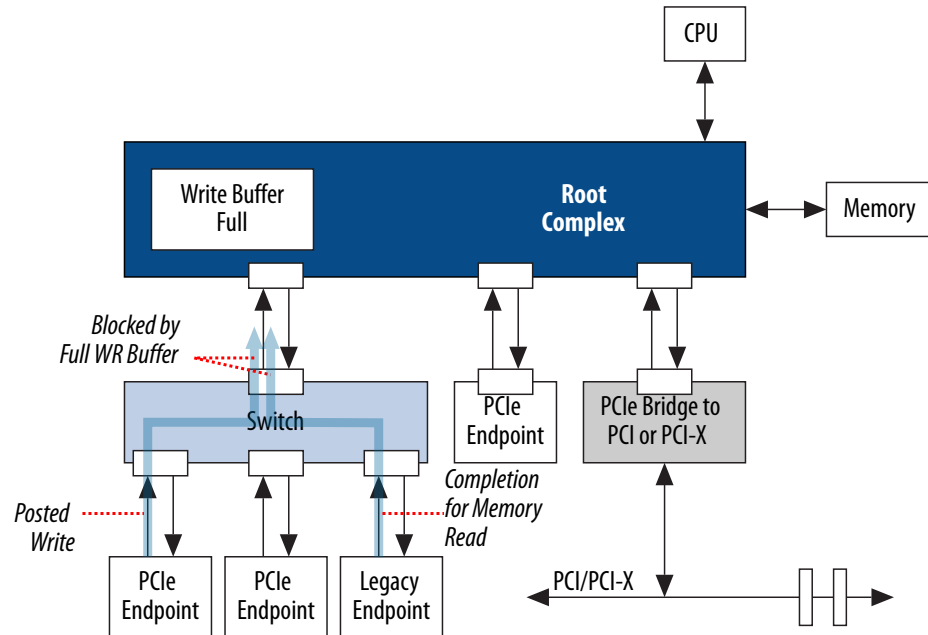 CPU
Write Buffer
Full
Root
Complex
Memory
Blocked by
Full WR Buffer
Switch
PCIe
Endpoint
PCIe Bridge to
PCI or PCI-X
Posted
Write
Completion
for Memory
Read
PCIe
Endpoint
PCIe
Endpoint
Legacy
Endpoint
PCI/PCI-X